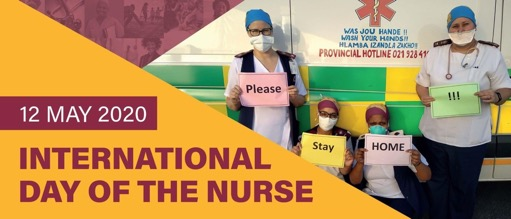 WAS JOU HANDE !!
WASH YOUR HANDS!!
HLAMBA IZANDLA ZAKHO!!
PROVINCIAL HOTLINE 021 928 41
Please
!!!
Stay
HOME
12 MAY 2020
INTERNATIONAL
DAY OF THE NURSE